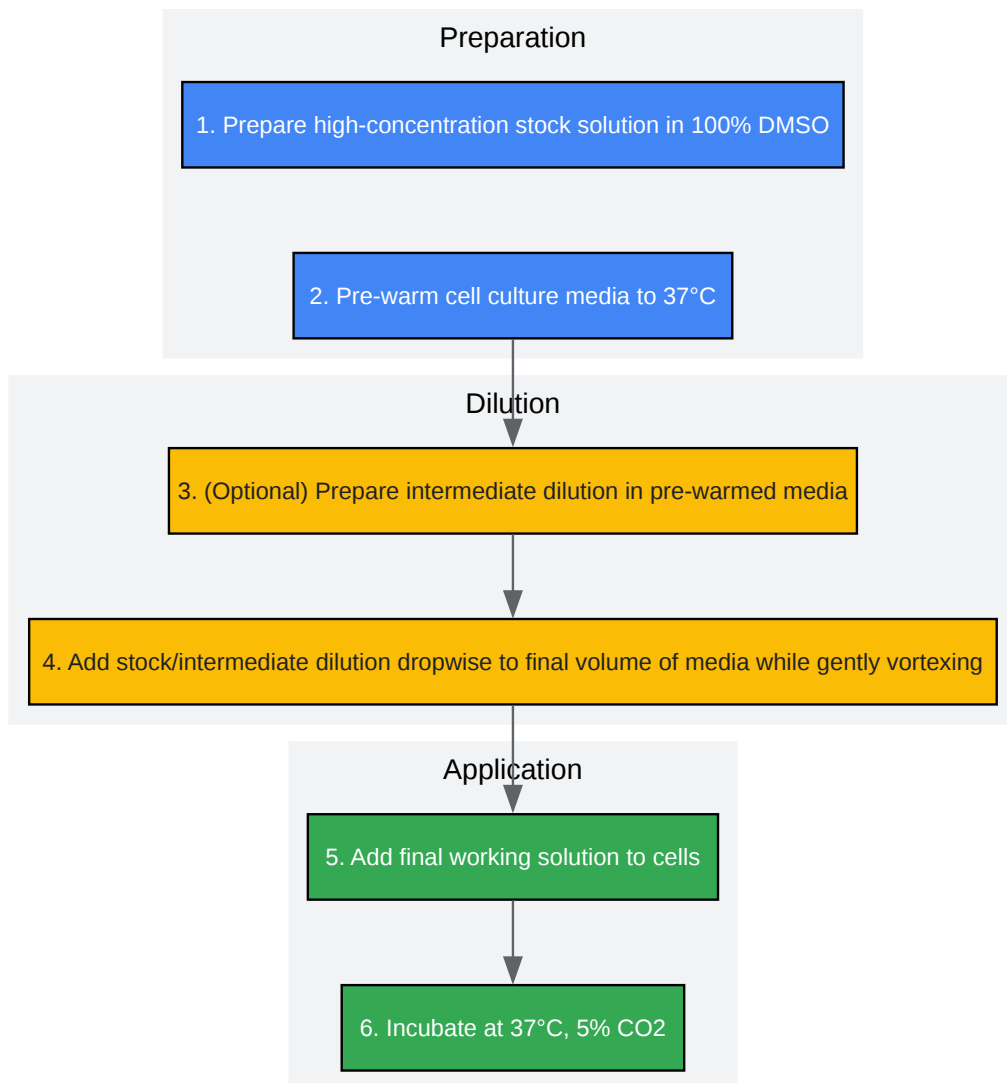 Preparation
1. Prepare high-concentration stock solution in 100% DMSO
2. Pre-warm cell culture media to 37°C
Dilution
3. (Optional) Prepare intermediate dilution in pre-warmed media
4. Add stock/intermediate dilution dropwise to final volume of media while gently vortexing
Application
5. Add final working solution to cells
6. Incubate at 37°C, 5% CO2